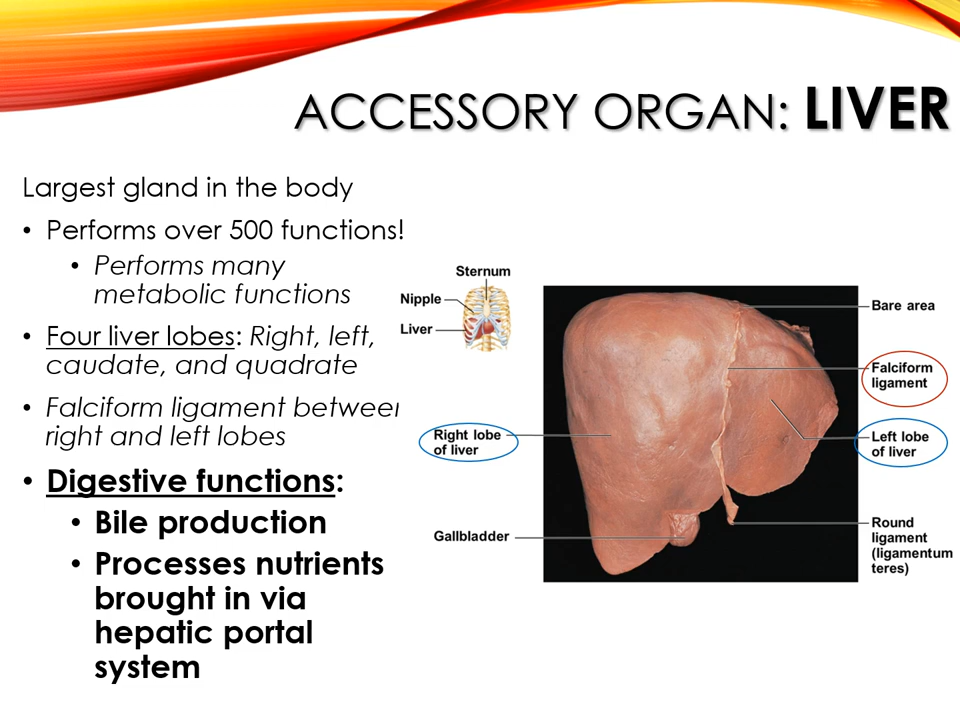 ACCESSORY ORGAN: LIVER
Largest gland in the body
• Performs over 500 functions!
• Performs many
metabolic functions
• Four liver lobes: Right, left,
caudate, and quadrate
• Falciform ligament between
right and left lobes
• Digestive functions:
• Bile production
• Processes nutrients
brought in via
hepatic portal
system
Sternum
Nipple
Liver
Bare area
Falciform
ligament
Right lobe
of liver
Left lobe
of liver
Gallbladder
Round
ligament
(ligamentum
teres)